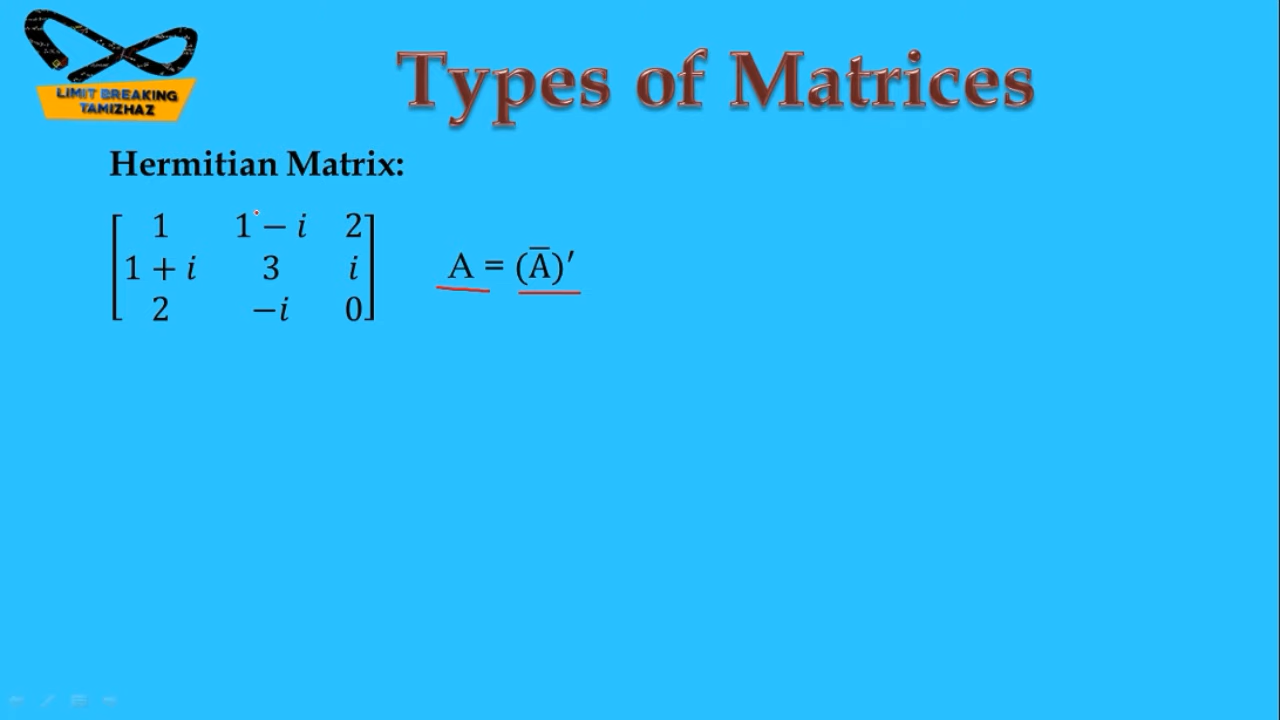 LIMIT BREAKING
TAMIZHAZ
Types of Matrices
Hermitian Matrix:
1 1 − i 2
1 + i 3 i
2 −i 0
A = (A̅)′